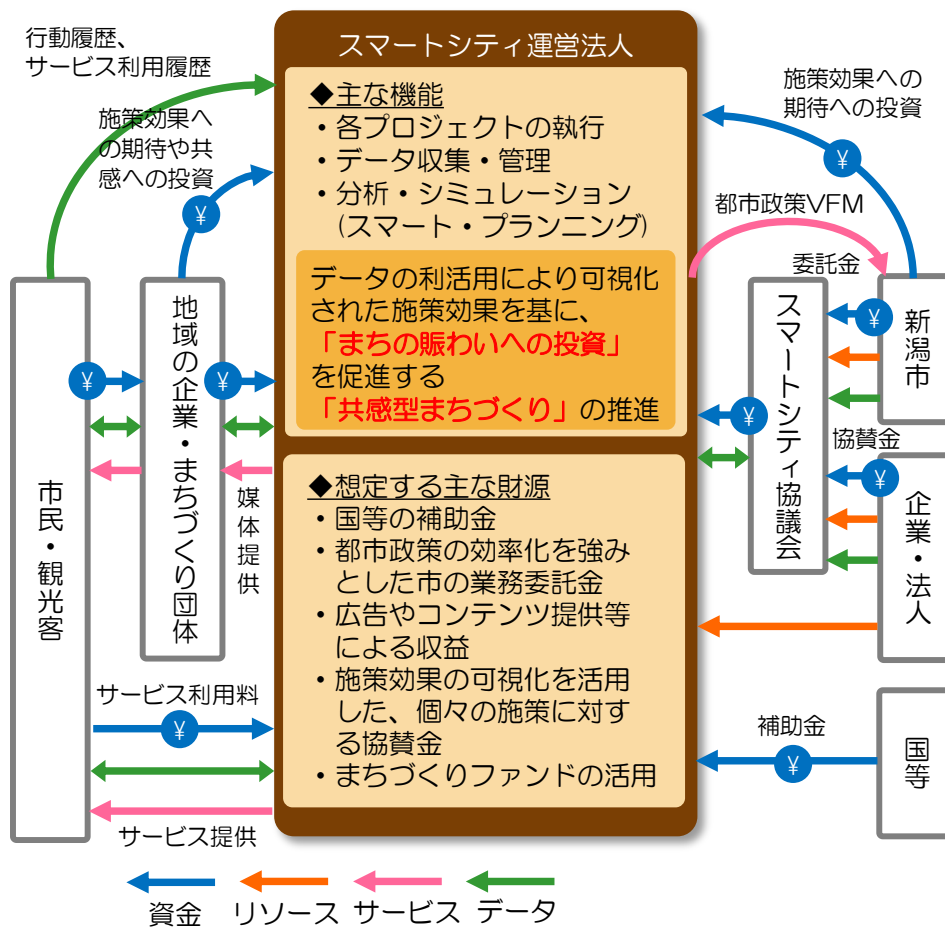 行動履歴、
サービス利用履歴
施策効果へ
の期待や共
感への投資
¥
スマートシティ運営法人
◆主な機能
・各プロジェクトの執行
・データ収集・管理
・分析・シミュレーション
(スマート・プランニング)
データの利活用により可視化
された施策効果を基に、
「まちの賑わいへの投資」
を促進する
「共感型まちづくり」の推進
◆想定する主な財源
・国等の補助金
・都市政策の効率化を強み
とした市の業務委託金
・広告やコンテンツ提供等
による収益
・施策効果の可視化を活用
した、個々の施策に対す
る協賛金
・まちづくりファンドの活用
施策効果への
期待への投資
¥
都市政策VFM
委託金
¥
新潟市
スマートシティ協議会
¥
協賛金
¥
企業・法人
補助金
¥
国等
市民・観光客
¥
地域の企業・まちづくり団体
¥
媒体提供
サービス利用料
¥
サービス提供
資金
リソース
サービス
データ